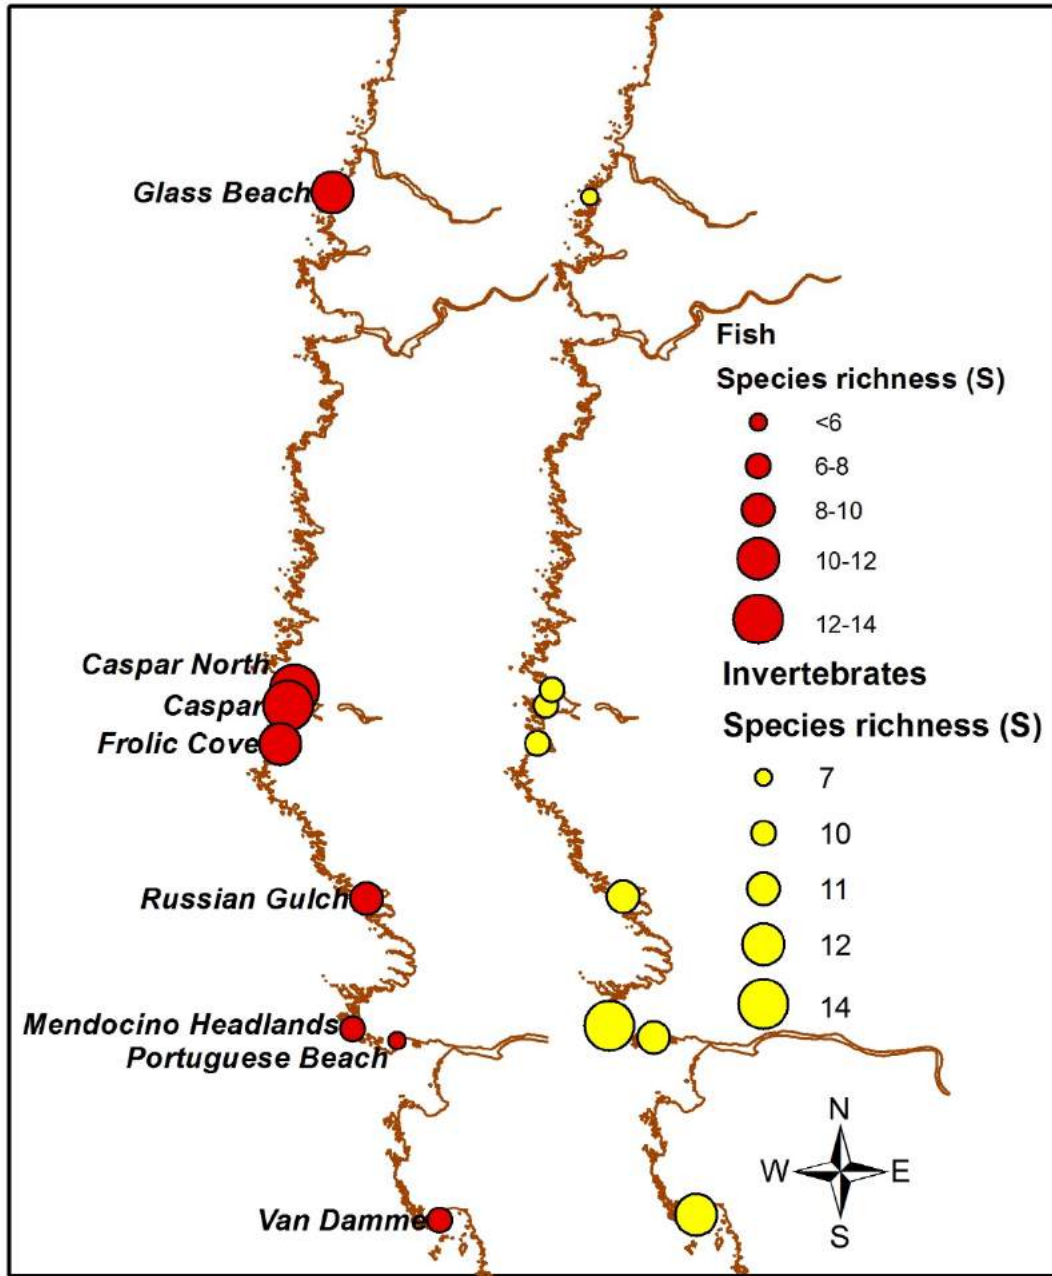 Glass Beach
Fish
Species richness (S)
<6
6-8
8-10
10-12
12-14
Caspar North
Caspar
Frolic Cove
Invertebrates
Species richness (S)
7
10
11
12
14
Russian Gulch
Mendocino Headlands
Portuguese Beach
Van Damme
N
W E
S